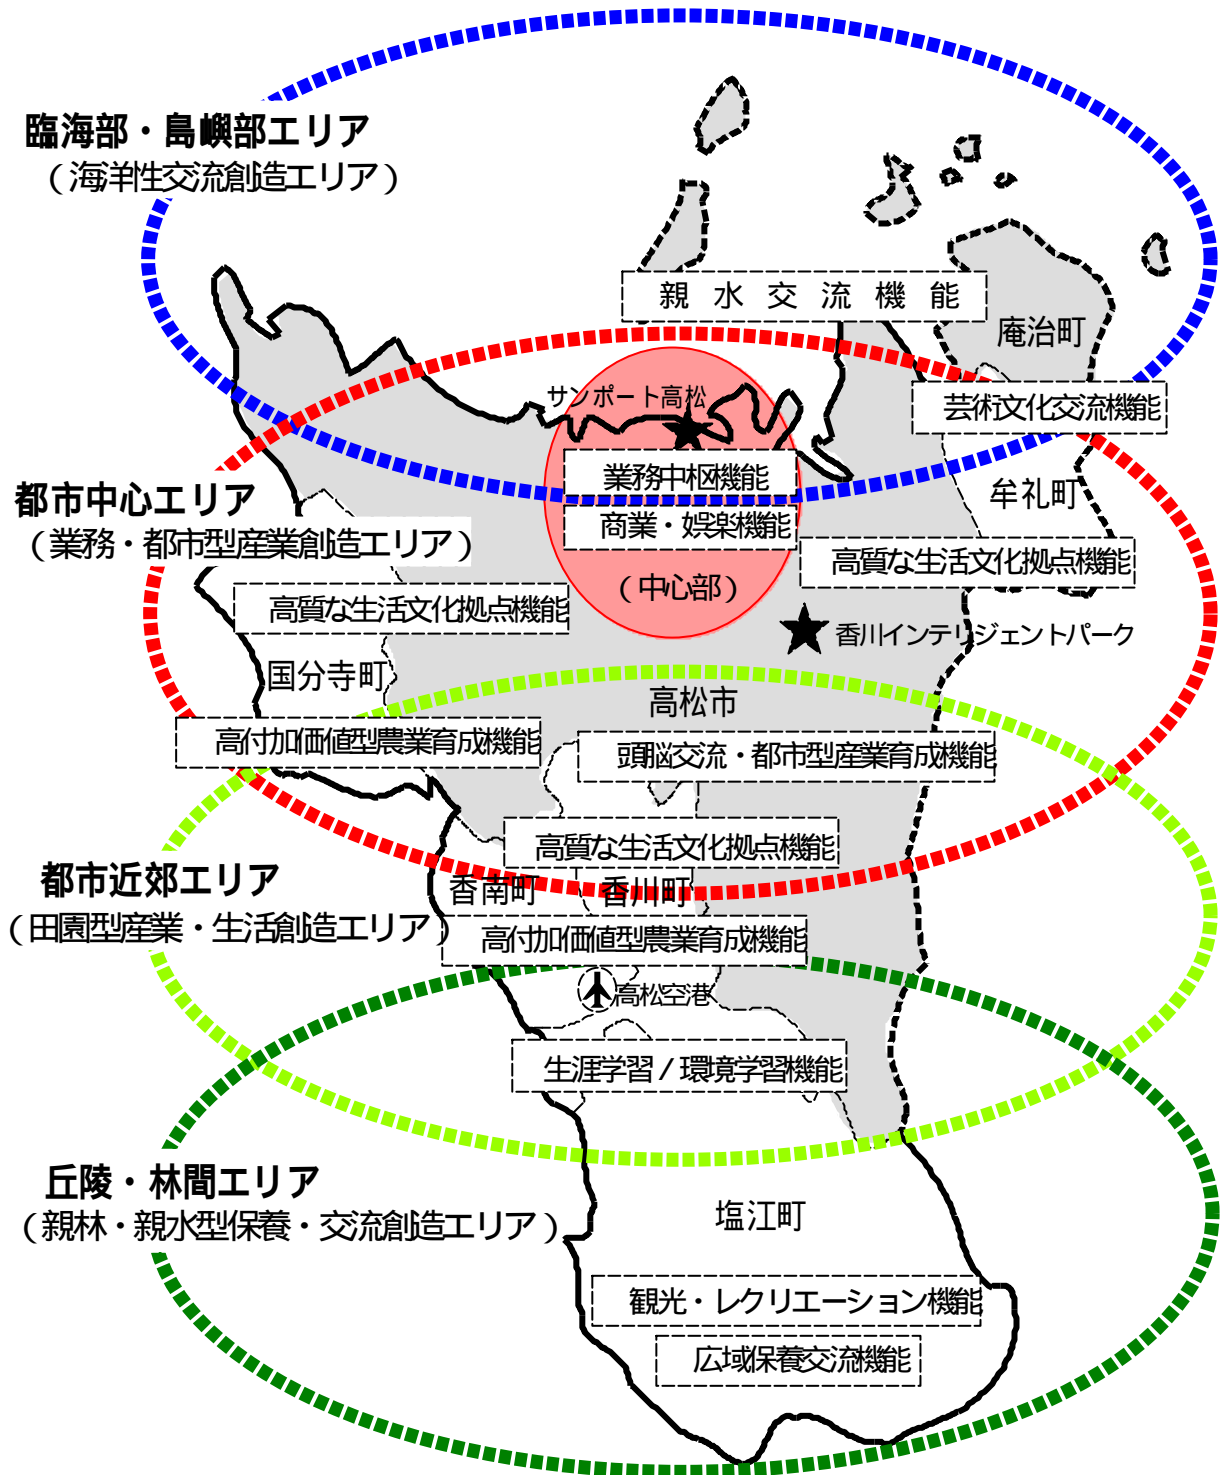 臨海部・島嶼部エリア
（海洋性交流創造エリア）
親水交流機能
庵治町
サンポート高松
芸術文化交流機能
業務中枢機能
牟礼町
都市中心エリア
（業務・都市型産業創造エリア）
商業・娯楽機能
高質な生活文化拠点機能
（中心部）
高質な生活文化拠点機能
香川インテリジェントパーク
国分寺町
高松市
高付加価値型農業育成機能
頭脳交流・都市型産業育成機能
高質な生活文化拠点機能
都市近郊エリア
（田園型産業・生活創造エリア）
香南町
香川町
高付加価値型農業育成機能
高松空港
生涯学習/環境学習機能
丘陵・林間エリア
（親林・親水型保養・交流創造エリア）
塩江町
観光・レクリエーション機能
広域保養交流機能